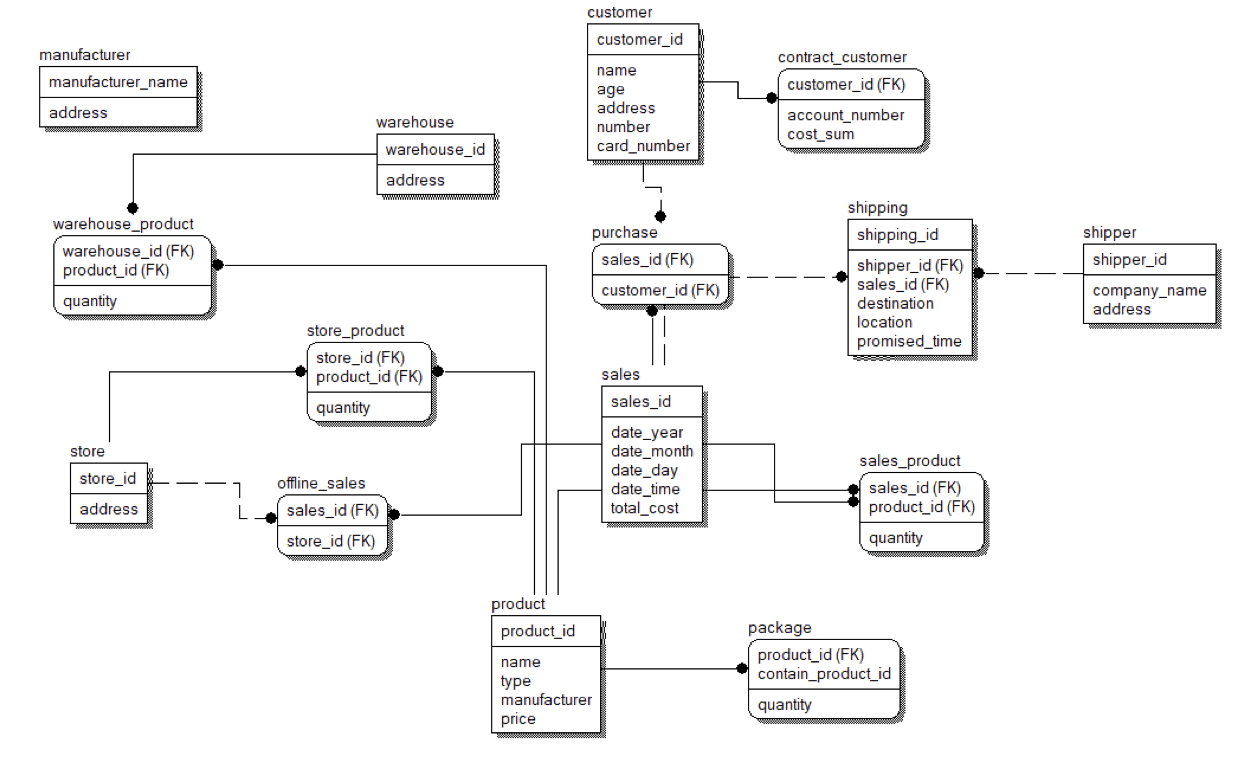 customer
customer_id
name
age
address
number
card_number
manufacturer
manufacturer_name
address
contract_customer
customer_id (FK)
account_number
cost_sum
warehouse
warehouse_id
address
warehouse_product
warehouse_id (FK)
product_id (FK)
quantity
purchase
sales_id (FK)
customer_id (FK)
shipping
shipping_id
shipper_id (FK)
sales_id (FK)
destination
location
promised_time
shipper
shipper_id
company_name
address
store_product
store_id (FK)
product_id (FK)
quantity
sales
sales_id
date_year
date_month
date_day
date_time
total_cost
store
store_id
address
offline_sales
sales_id (FK)
store_id (FK)
sales_product
sales_id (FK)
product_id (FK)
quantity
product
product_id
name
type
manufacturer
price
package
product_id (FK)
contain_product_id
quantity